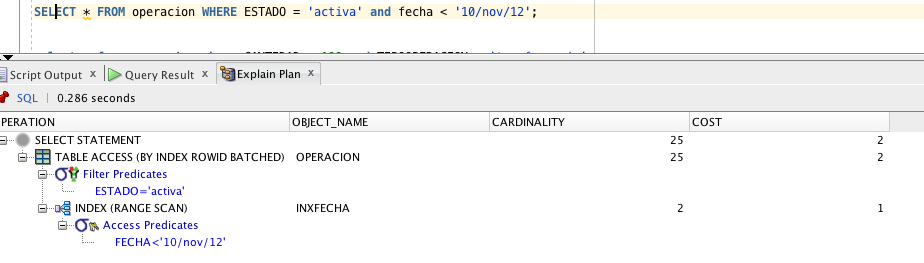 SELECT * FROM operacion WHERE ESTADO = 'activa' and fecha < '10/nov/12';
Script Output x Query Result x Explain Plan x
SQL | 0.286 seconds
PERATION OBJECT_NAME CARDINALITY COST
SELECT STATEMENT 25 2
TABLE ACCESS (BY INDEX ROWID BATCHED) OPERACION 25 2
Filter Predicates
ESTADO='activa'
INDEX (RANGE SCAN) INXFECHA 2 1
Access Predicates
FECHA<'10/nov/12'